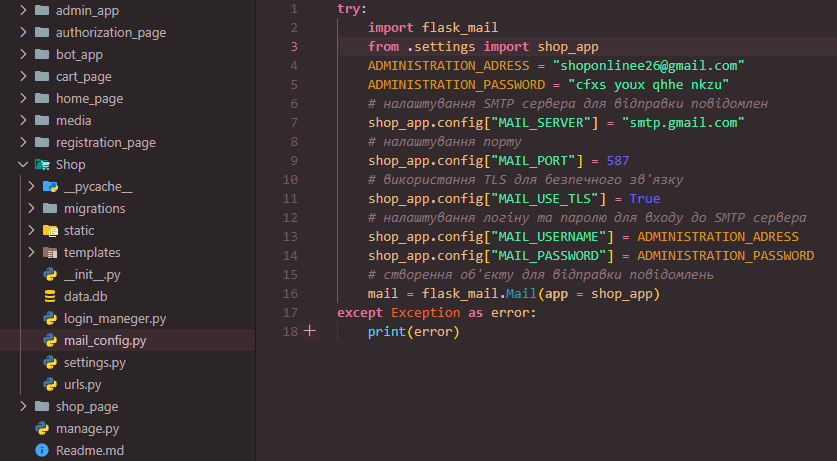 admin_app
authorization_page
bot_app
cart_page
home_page
media
registration_page
Shop
__pycache__
migrations
static
templates
__init__.py
data.db
login_maneger.py
mail_config.py
settings.py
urls.py
shop_page
manage.py
Readme.md
1 try:
2 import flask_mail
3 from .settings import shop_app
4 ADMINISTRATION_ADRESS = "shoponlinee26@gmail.com"
5 ADMINISTRATION_PASSWORD = "cfxs youx qhhe nkzu"
6 # налаштування SMTP сервера для відправки повідомлен
7 shop_app.config["MAIL_SERVER"] = "smtp.gmail.com"
8 # налаштування порту
9 shop_app.config["MAIL_PORT"] = 587
10 # використання TLS для безпечного зв'язку
11 shop_app.config["MAIL_USE_TLS"] = True
12 # налаштування логіну та паролю для входу до SMTP сервера
13 shop_app.config["MAIL_USERNAME"] = ADMINISTRATION_ADRESS
14 shop_app.config["MAIL_PASSWORD"] = ADMINISTRATION_PASSWORD
15 # створення об'єкту для відправки повідомлень
16 mail = flask_mail.Mail(app = shop_app)
17 except Exception as error:
18 print(error)